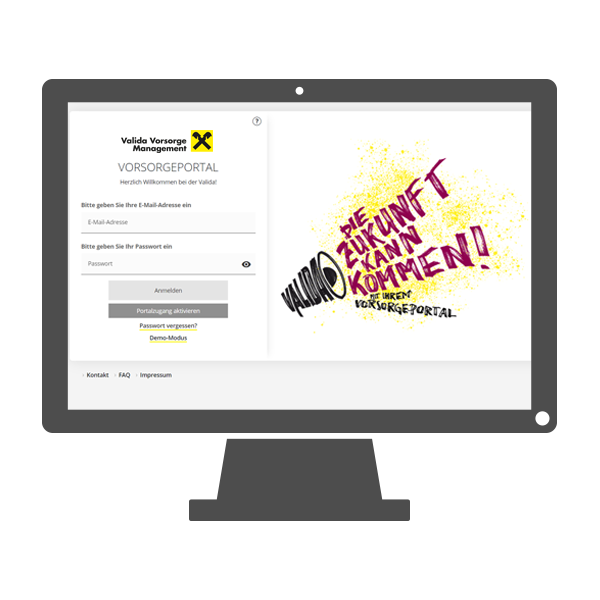 ?
Valida Vorsorge
Management
VORSORGEPORTAL
Herzlich Willkommen bei der Valida!
Bitte geben Sie Ihre E-Mail-Adresse ein
E-Mail-Adresse
Bitte geben Sie Ihr Passwort ein
Passwort
Anmelden
Portalzugang aktivieren
Passwort vergessen?
Demo-Modus
VALIDA
DIE
ZUKUNFT
KANN
KOMMEN!
MIT IHREM
VORSORGEPORTAL
Kontakt
FAQ
Impressum